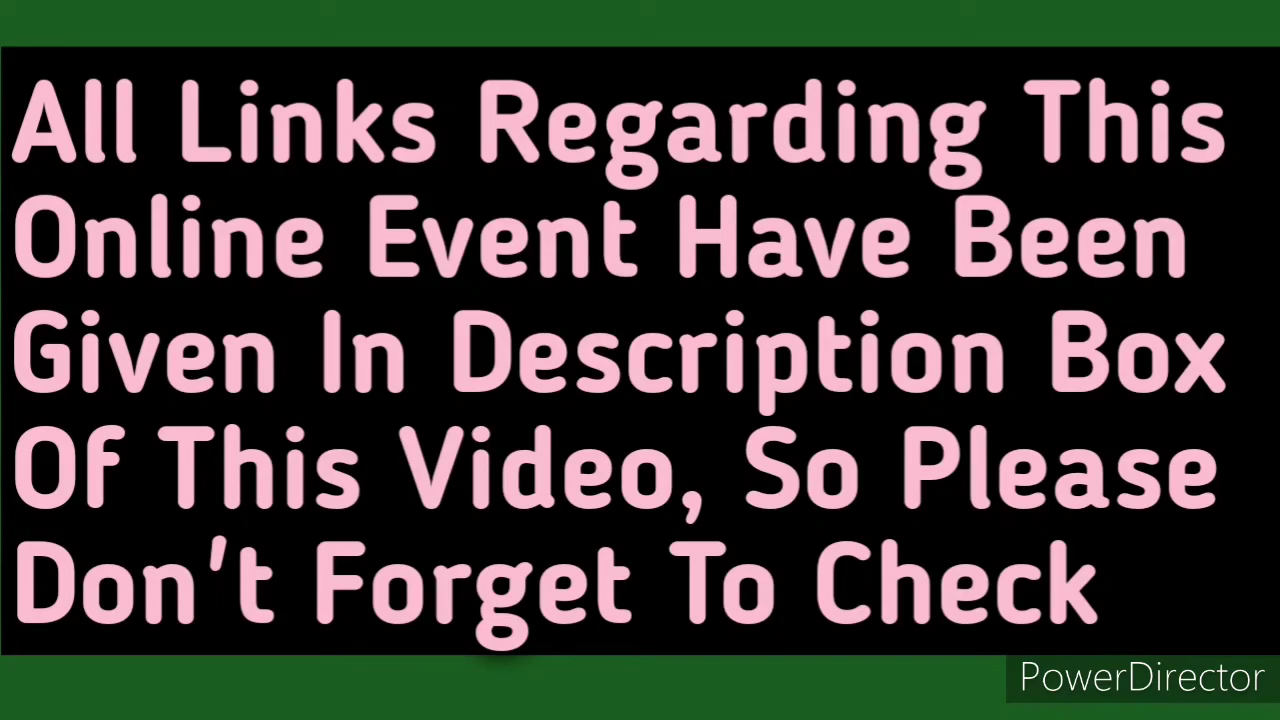 All Links Regarding This
Online Event Have Been
Given In Description Box
Of This Video, So Please
Don't Forget To Check
PowerDirector